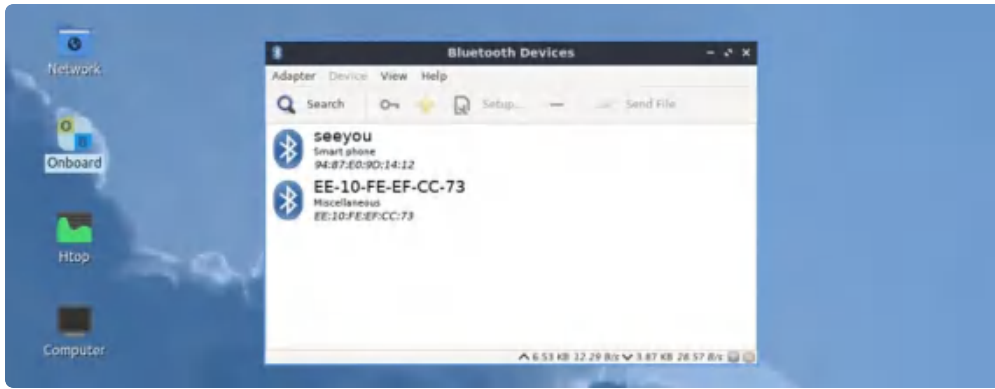 Network
Onboard
Htop
Computer
Bluetooth Devices
Adapter Device View Help
Search Setup... Send File
seeyou
Smart phone
94:87:E0:9D:14:12
EE-10-FE-EF-CC-73
Miscellaneous
EE:10:FE:EF:CC:73
6.53 KB 12.29 B/s 3.87 KB 28.57 B/s